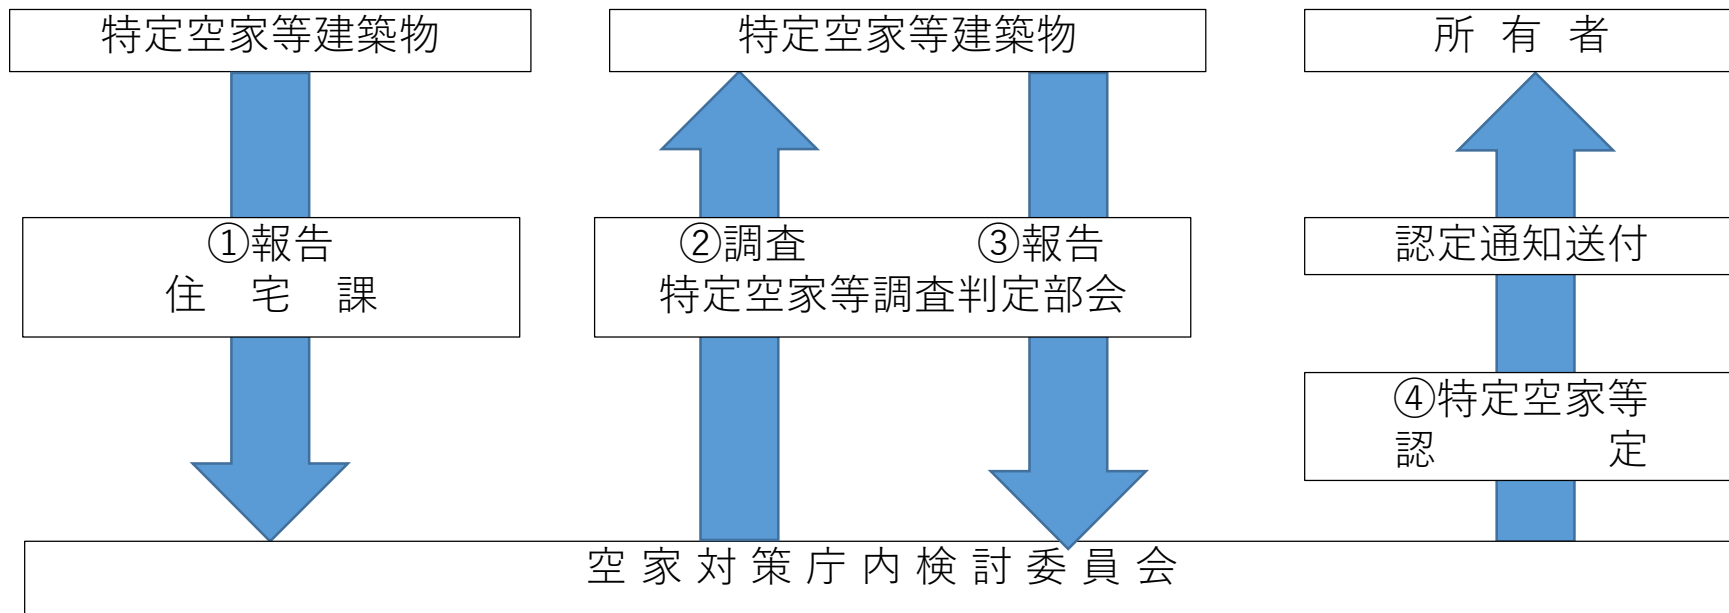 特定空家等建築物
特定空家等建築物
所有者
①報告
住宅課
②調査 ③報告
特定空家等調査判定部会
認定通知送付
④特定空家等
認定
空家対策庁内検討委員会